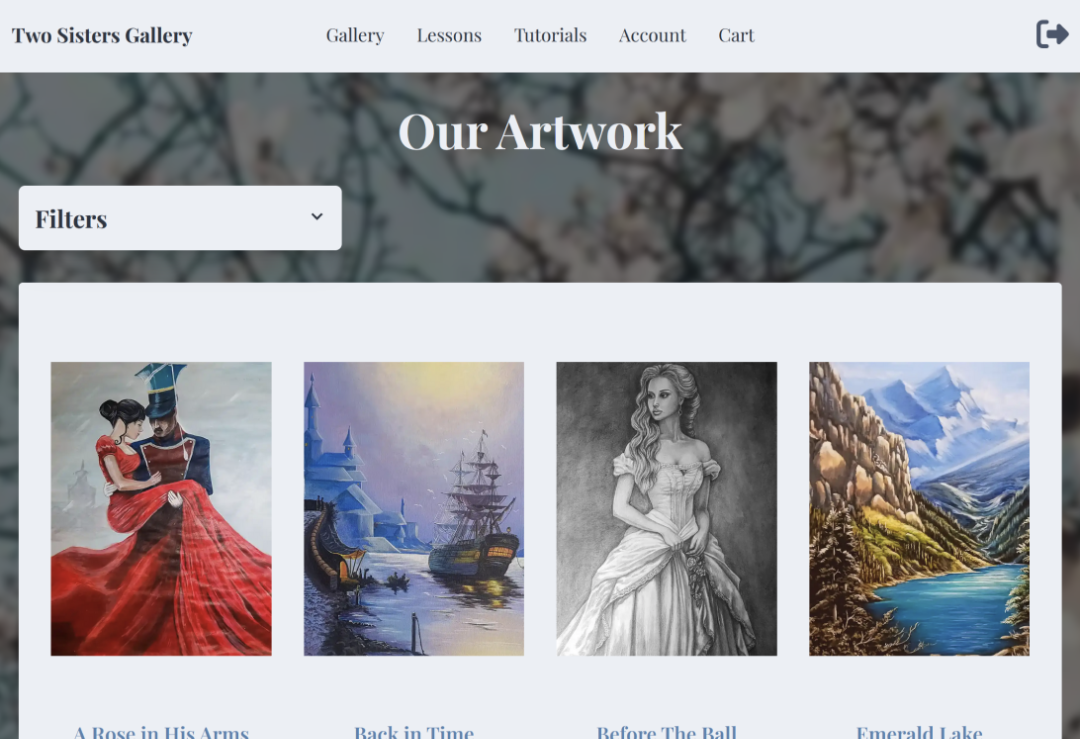 Two Sisters Gallery Gallery Lessons Tutorials Account Cart
Our Artwork
Filters
A Rose in His Arms Back in Time Before The Ball Emerald Lake